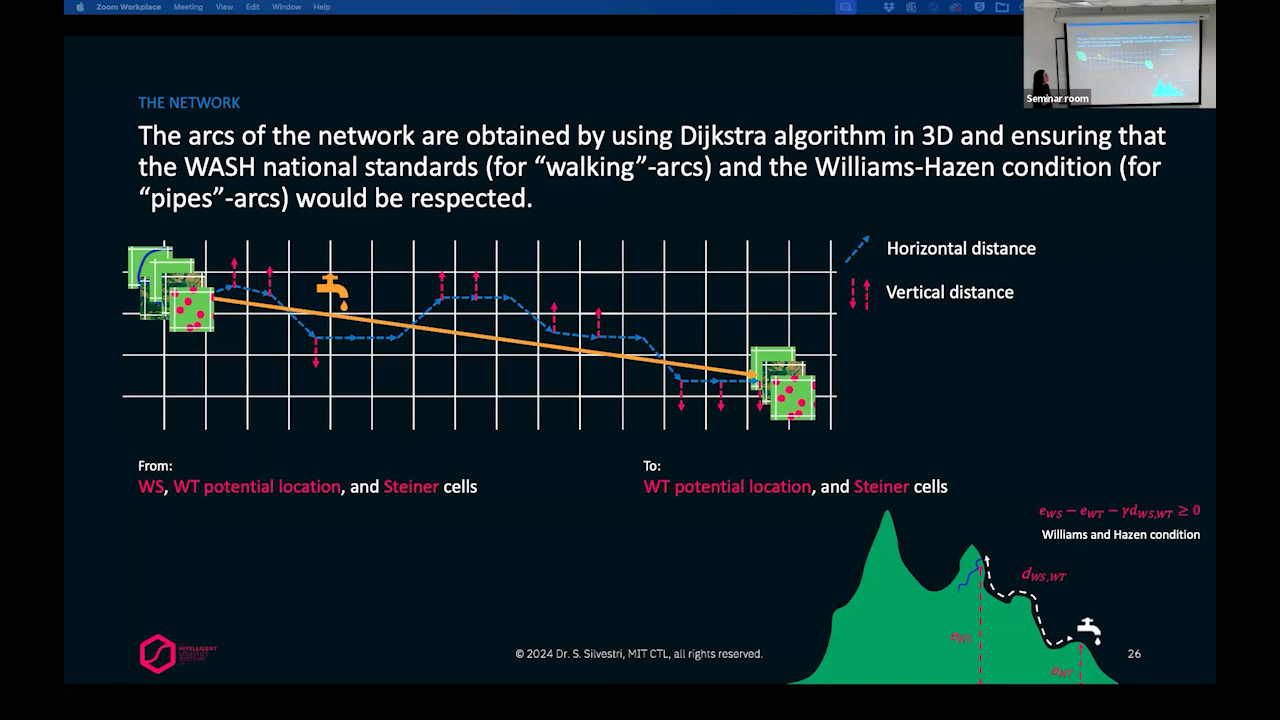 Zoom Workplace Meeting View Edit Window Help
Seminar room
THE NETWORK
The arcs of the network are obtained by using Dijkstra algorithm in 3D and ensuring that
the WASH national standards (for “walking”-arcs) and the Williams-Hazen condition (for
“pipes”-arcs) would be respected.
Horizontal distance
Vertical distance
From:
WS, WT potential location, and Steiner cells
To:
WT potential location, and Steiner cells
e_WS − e_WT − γd_WS,WT ≥ 0
Williams and Hazen condition
d_WS,WT
e_WS
e_WT
INTELLIGENT
LOGISTICS
SYSTEMS
© 2024 Dr. S. Silvestri, MIT CTL, all rights reserved.
26